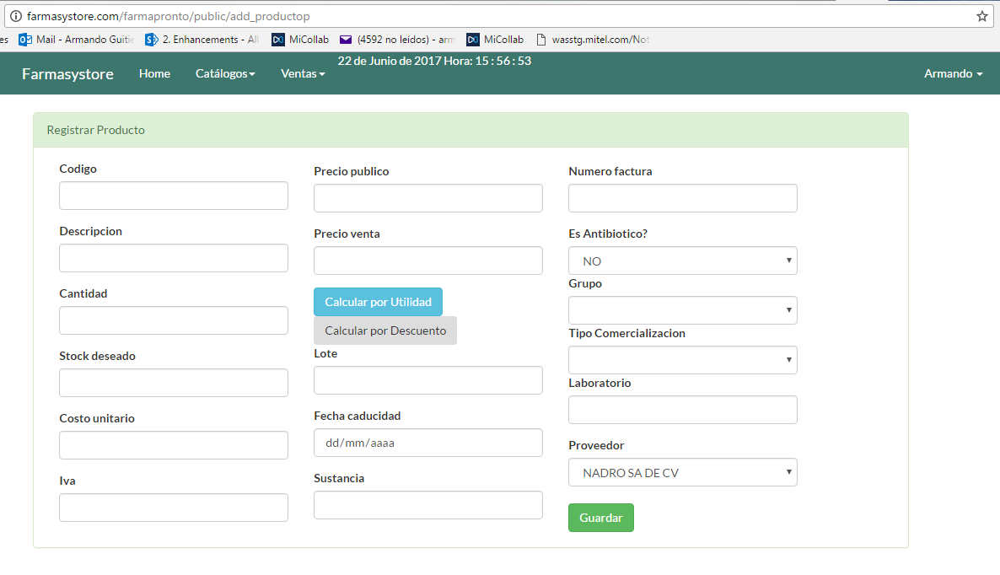 farmasystore.com/farmapronto/public/add_productop
es Mail - Armando Gutie 2. Enhancements - All MiCollab (4592 no leídos) - arm MiCollab wasstg.mitel.com/Not
22 de Junio de 2017 Hora: 15 : 56 : 53
Farmasystore Home Catálogos Ventas Armando
Registrar Producto
Codigo
Descripcion
Cantidad
Stock deseado
Costo unitario
Iva
Precio publico
Precio venta
Calcular por Utilidad
Calcular por Descuento
Lote
Fecha caducidad
dd/mm/aaaa
Sustancia
Numero factura
Es Antibiotico?
NO
Grupo
Tipo Comercializacion
Laboratorio
Proveedor
NADRO SA DE CV
Guardar